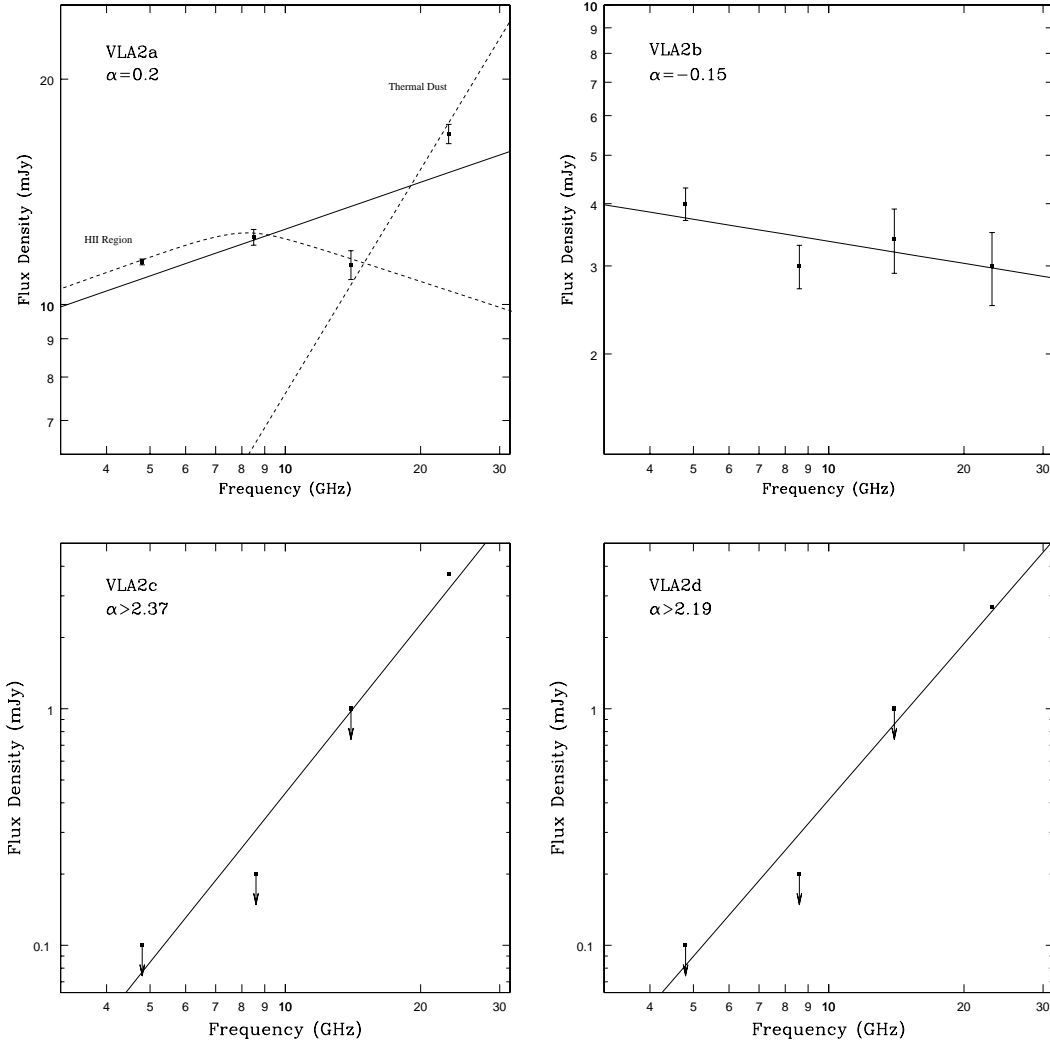 VLA2a
α=0.2
Thermal Dust
HII Region
20
10
9
8
7
4 5 6 7 8 9 10 20 30
Frequency (GHz)
Flux Density (mJy)
VLA2b
α=−0.15
10
9
8
7
6
5
4
3
2
4 5 6 7 8 9 10 20 30
Frequency (GHz)
Flux Density (mJy)
VLA2c
α>2.37
1
0.1
4 5 6 7 8 9 10 20 30
Frequency (GHz)
Flux Density (mJy)
VLA2d
α>2.19
1
0.1
4 5 6 7 8 9 10 20 30
Frequency (GHz)
Flux Density (mJy)